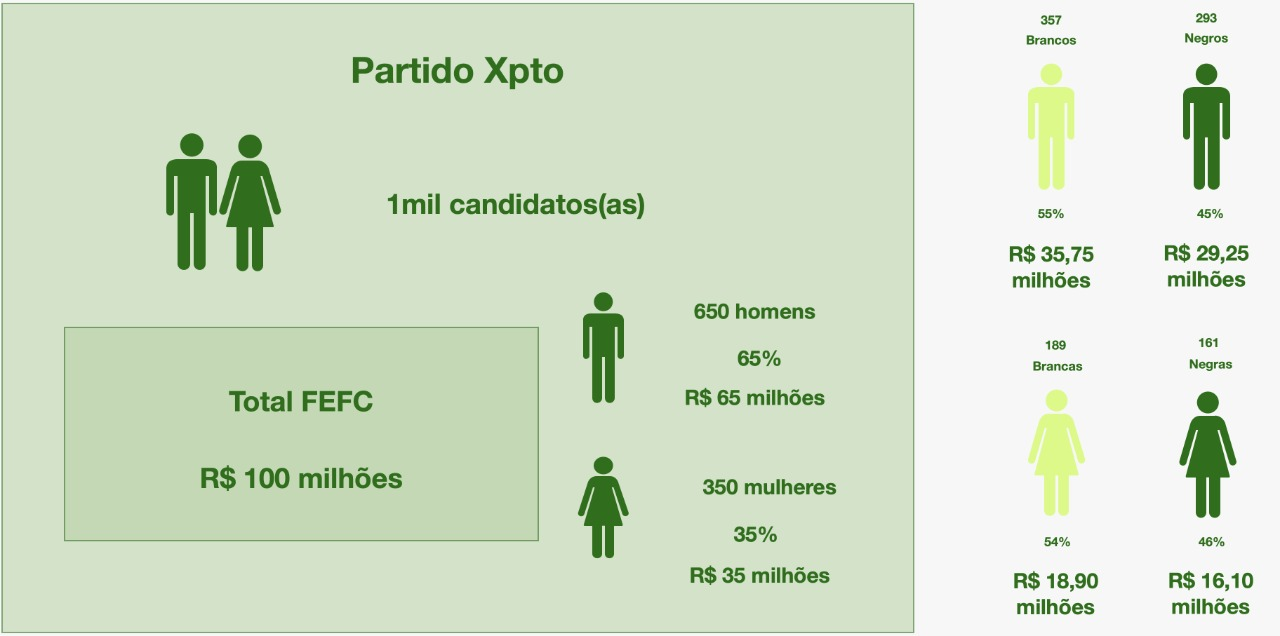 Partido Xpto
1mil candidatos(as)
Total FEFC
R$ 100 milhões
650 homens
65%
R$ 65 milhões
350 mulheres
35%
R$ 35 milhões
357
Brancos
55%
R$ 35,75
milhões
293
Negros
45%
R$ 29,25
milhões
189
Brancas
54%
R$ 18,90
milhões
161
Negras
46%
R$ 16,10
milhões